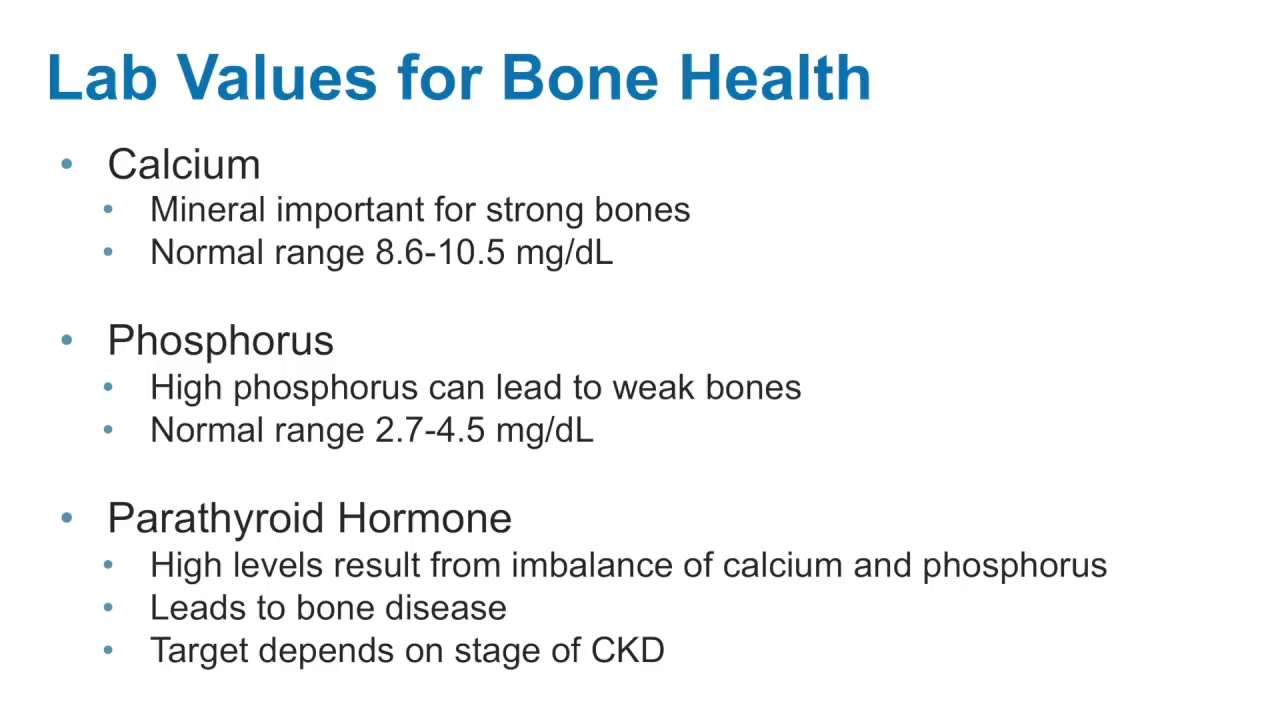 Lab Values for Bone Health
• Calcium
• Mineral important for strong bones
• Normal range 8.6-10.5 mg/dL
• Phosphorus
• High phosphorus can lead to weak bones
• Normal range 2.7-4.5 mg/dL
• Parathyroid Hormone
• High levels result from imbalance of calcium and phosphorus
• Leads to bone disease
• Target depends on stage of CKD